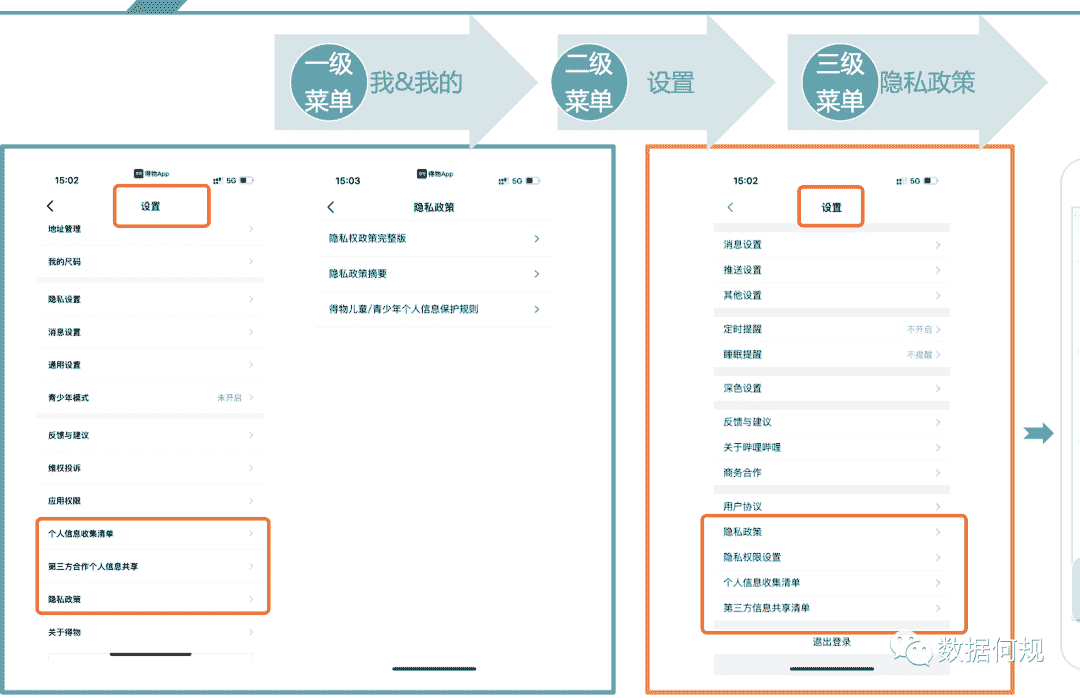 一级
菜单
我&我的
二级
菜单
设置
三级
菜单
隐私政策
15:02
得物App
5G
设置
地址管理
我的尺码
隐私设置
消息设置
通用设置
青少年模式 未开启
反馈与建议
维权投诉
应用权限
个人信息收集清单
第三方合作个人信息共享
隐私政策
关于得物
15:03
得物App
5G
隐私政策
隐私权政策完整版
隐私政策摘要
得物儿童/青少年个人信息保护规则
15:02
5G
设置
消息设置
推送设置
其他设置
定时提醒 不开启
睡眠提醒 不提醒
深色设置
反馈与建议
关于哔哩哔哩
商务合作
用户协议
隐私政策
隐私权限设置
个人信息收集清单
第三方信息共享清单
退出登录
数据何规